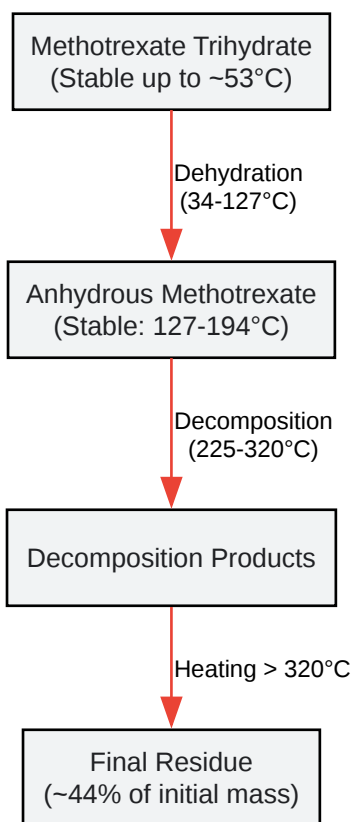 Methotrexate Trihydrate
(Stable up to ~53°C)
Dehydration
(34-127°C)
Anhydrous Methotrexate
(Stable: 127-194°C)
Decomposition
(225-320°C)
Decomposition Products
Heating > 320°C
Final Residue
(~44% of initial mass)